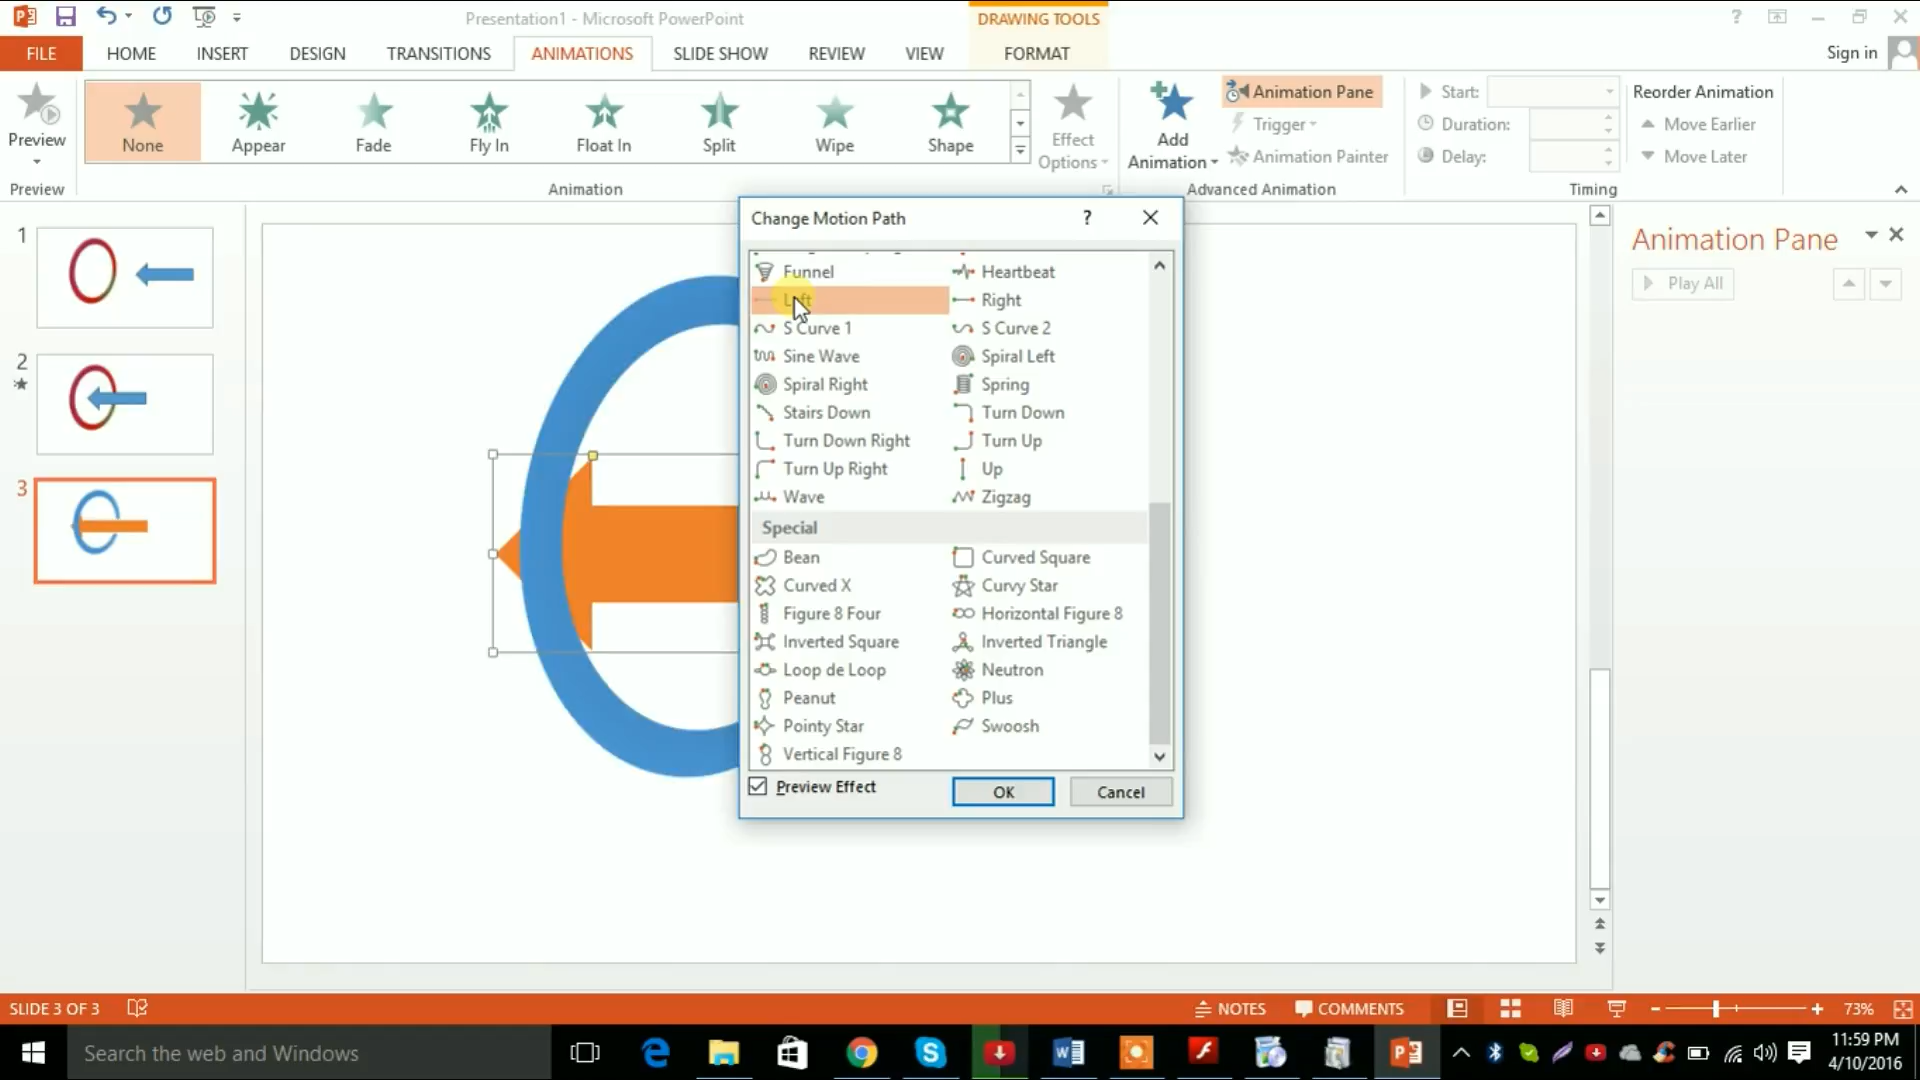 Presentation1 - Microsoft PowerPoint
DRAWING TOOLS
?
FILE HOME INSERT DESIGN TRANSITIONS ANIMATIONS SLIDE SHOW REVIEW VIEW FORMAT
Sign in
Preview
None
Appear
Fade
Fly In
Float In
Split
Wipe
Shape
Effect
Options
Add
Animation
Animation Pane
Trigger
Animation Painter
Start:
Duration:
Delay:
Reorder Animation
Move Earlier
Move Later
Preview
Animation
Advanced Animation
Timing
1
2
3
Change Motion Path
?
Funnel
Heartbeat
Left
Right
S Curve 1
S Curve 2
Sine Wave
Spiral Left
Spiral Right
Spring
Stairs Down
Turn Down
Turn Down Right
Turn Up
Turn Up Right
Up
Wave
Zigzag
Special
Bean
Curved Square
Curved X
Curvy Star
Figure 8 Four
Horizontal Figure 8
Inverted Square
Inverted Triangle
Loop de Loop
Neutron
Peanut
Plus
Pointy Star
Swoosh
Vertical Figure 8
Preview Effect
OK
Cancel
Animation Pane
Play All
SLIDE 3 OF 3
NOTES
COMMENTS
73%
Search the web and Windows
11:59 PM
4/10/2016